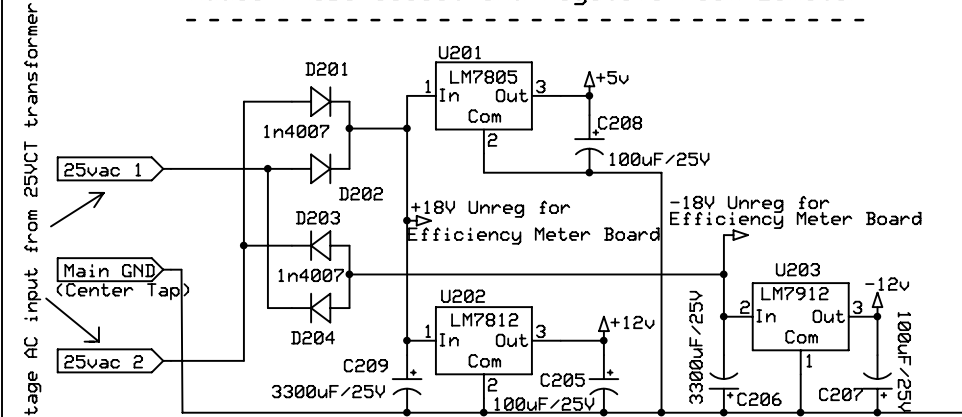 tage AC input from 25VCT transformer
D201
1n4007
D202
25vac 1
U201
1
LM7805
3
In
Out
Com
2
+5v
C208
100uF/25V
+18V Unreg for
Efficiency Meter Board
-18V Unreg for
Efficiency Meter Board
D203
1n4007
D204
Main GND
(Center Tap)
25vac 2
U202
1
LM7812
3
In
Out
Com
2
+12v
C209
3300uF/25V
C205
100uF/25V
U203
2
LM7912
3
In
Out
Com
1
-12v
3300uF/25V
C206
C207
100uF/25V